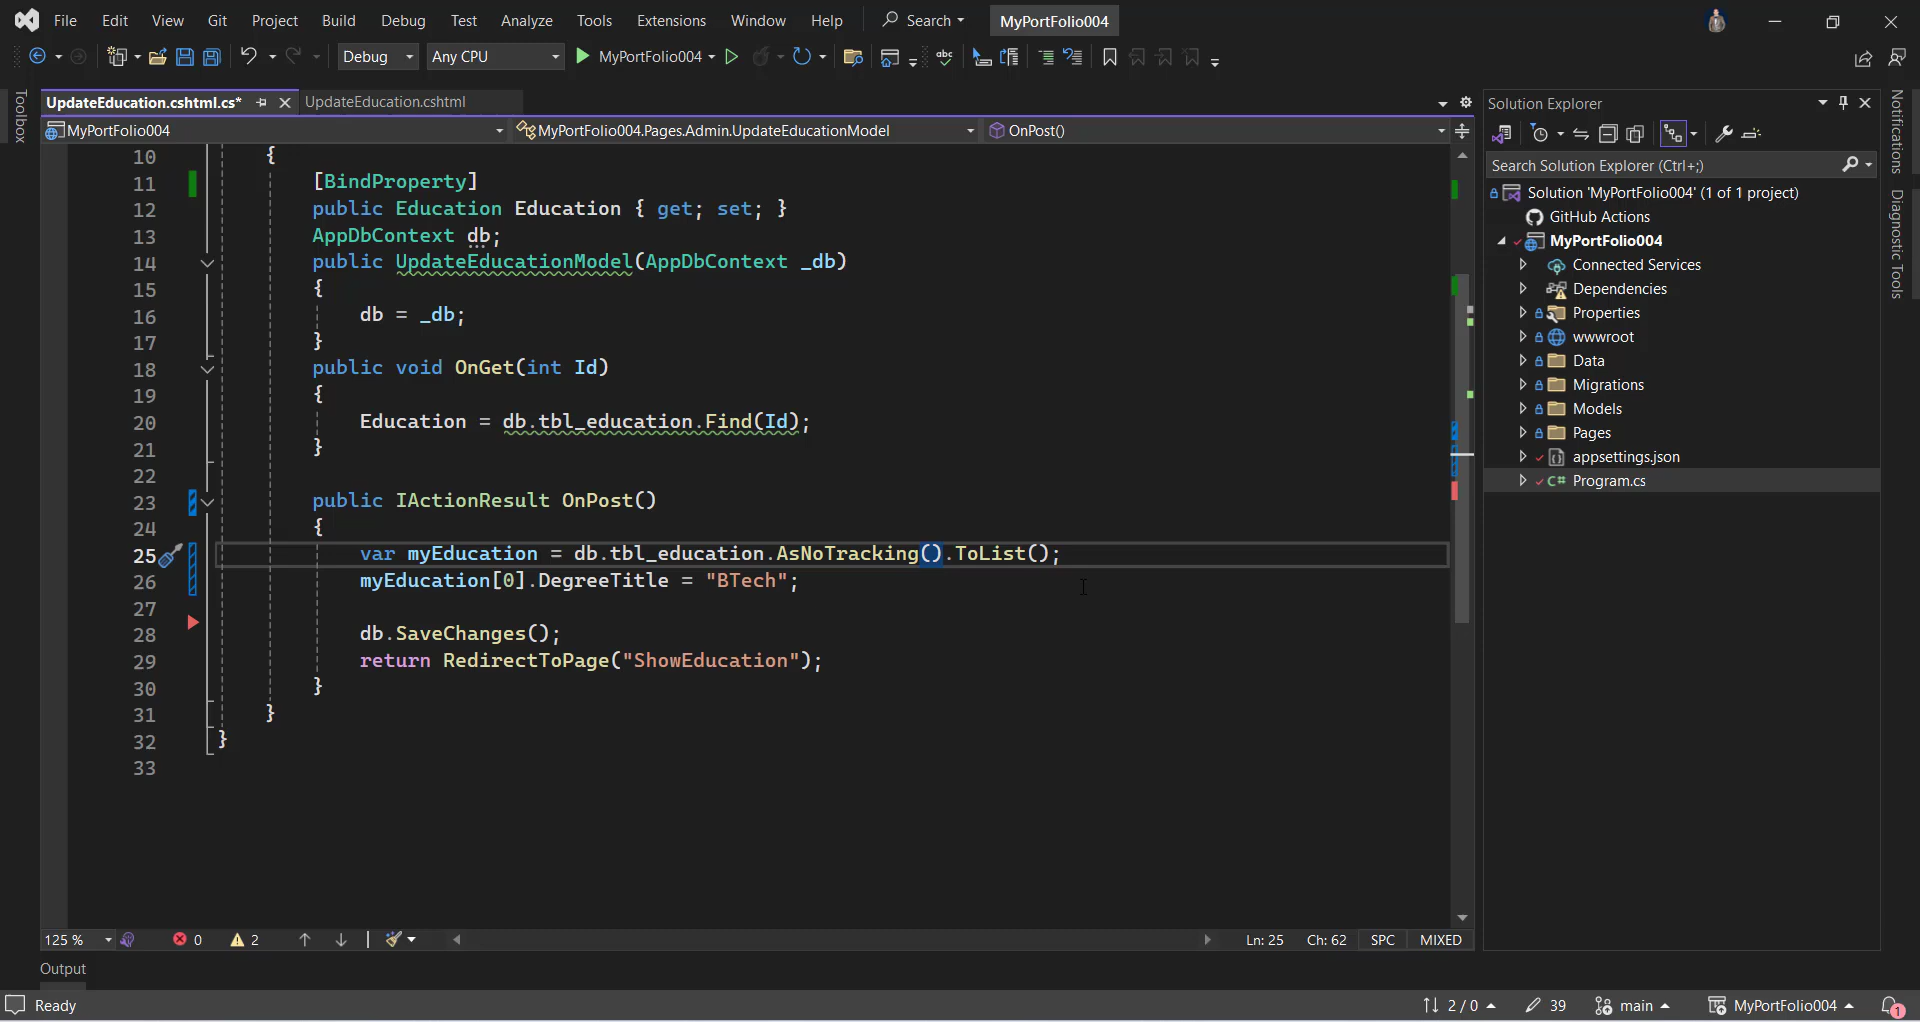 File Edit View Git Project Build Debug Test Analyze Tools Extensions Window Help Search MyPortFolio004
Debug Any CPU MyPortFolio004
Toolbox
UpdateEducation.cshtml.cs* UpdateEducation.cshtml
MyPortFolio004 MyPortFolio004.Pages.Admin.UpdateEducationModel OnPost()
10 {
11 [BindProperty]
12 public Education Education { get; set; }
13 AppDbContext db;
14 public UpdateEducationModel(AppDbContext _db)
15 {
16 db = _db;
17 }
18 public void OnGet(int Id)
19 {
20 Education = db.tbl_education.Find(Id);
21 }
22
23 public IActionResult OnPost()
24 {
25 var myEducation = db.tbl_education.AsNoTracking().ToList();
26 myEducation[0].DegreeTitle = "BTech";
27
28 db.SaveChanges();
29 return RedirectToPage("ShowEducation");
30 }
31 }
32 }
33
125 % 0 2 Ln: 25 Ch: 62 SPC MIXED
Solution Explorer
Search Solution Explorer (Ctrl+;)
Solution 'MyPortFolio004' (1 of 1 project)
GitHub Actions
MyPortFolio004
Connected Services
Dependencies
Properties
wwwroot
Data
Migrations
Models
Pages
appsettings.json
C# Program.cs
Notifications
Diagnostic Tools
Output
Ready 2 / 0 39 main MyPortFolio004 1